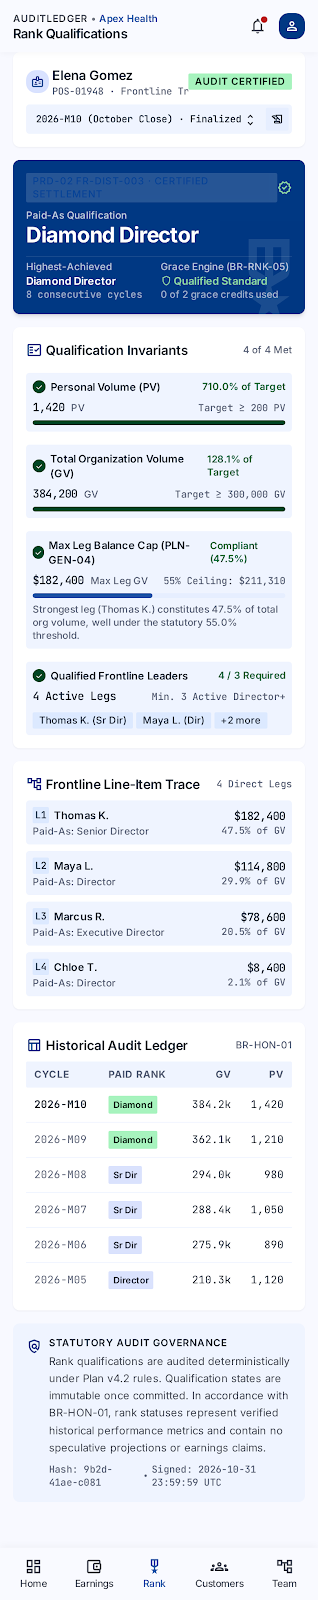 AUDITLEDGER • Apex Health
Rank Qualifications
Elena Gomez
POS-01948 · Frontline Tr
AUDIT CERTIFIED
2026-M10 (October Close) · Finalized
PRD-02 FR-DIST-003 · CERTIFIED
SETTLEMENT
Paid-As Qualification
Diamond Director
Highest-Achieved
Grace Engine (BR-RNK-05)
Diamond Director
Qualified Standard
8 consecutive cycles
0 of 2 grace credits used
Qualification Invariants
4 of 4 Met
Personal Volume (PV)
710.0% of Target
1,420 PV
Target ≥ 200 PV
Total Organization Volume
(GV)
128.1% of
Target
384,200 GV
Target ≥ 300,000 GV
Max Leg Balance Cap (PLN-
GEN-04)
Compliant
(47.5%)
$182,400 Max Leg GV
55% Ceiling: $211,310
Strongest leg (Thomas K.) constitutes 47.5% of total
org volume, well under the statutory 55.0%
threshold.
Qualified Frontline Leaders
4 / 3 Required
4 Active Legs
Min. 3 Active Director+
Thomas K. (Sr Dir)
Maya L. (Dir)
+2 more
Frontline Line-Item Trace
4 Direct Legs
L1 Thomas K.
$182,400
Paid-As: Senior Director
47.5% of GV
L2 Maya L.
$114,800
Paid-As: Director
29.9% of GV
L3 Marcus R.
$78,600
Paid-As: Executive Director
20.5% of GV
L4 Chloe T.
$8,400
Paid-As: Director
2.1% of GV
Historical Audit Ledger
BR-HON-01
CYCLE PAID RANK GV PV
2026-M10 Diamond 384.2k 1,420
2026-M09 Diamond 362.1k 1,210
2026-M08 Sr Dir 294.0k 980
2026-M07 Sr Dir 288.4k 1,050
2026-M06 Sr Dir 275.9k 890
2026-M05 Director 210.3k 1,120
STATUTORY AUDIT GOVERNANCE
Rank qualifications are audited deterministically
under Plan v4.2 rules. Qualification states are
immutable once committed. In accordance with
BR-HON-01, rank statuses represent verified
historical performance metrics and contain no
speculative projections or earnings claims.
Hash: 9b2d-
41ae-c081
• Signed: 2026-10-31
23:59:59 UTC
Home
Earnings
Rank
Customers
Team